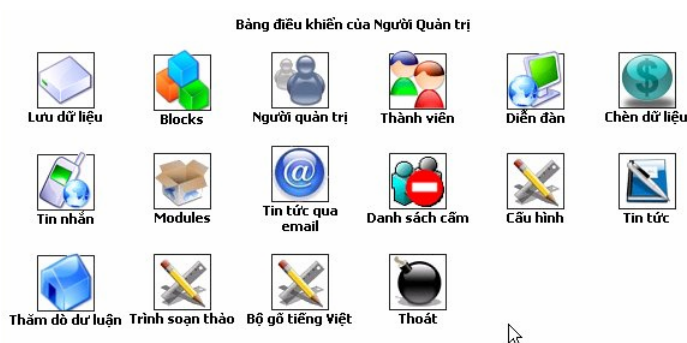 Bảng điều khiển của Người Quản trị
Lưu dữ liệu Blocks Người quản trị Thành viên Diễn đàn Chèn dữ liệu
Tin nhắn Modules Tin tức qua email Danh sách cấm Cấu hình Tin tức
Thăm dò dư luận Trình soạn thảo Bộ gõ tiếng Việt Thoát